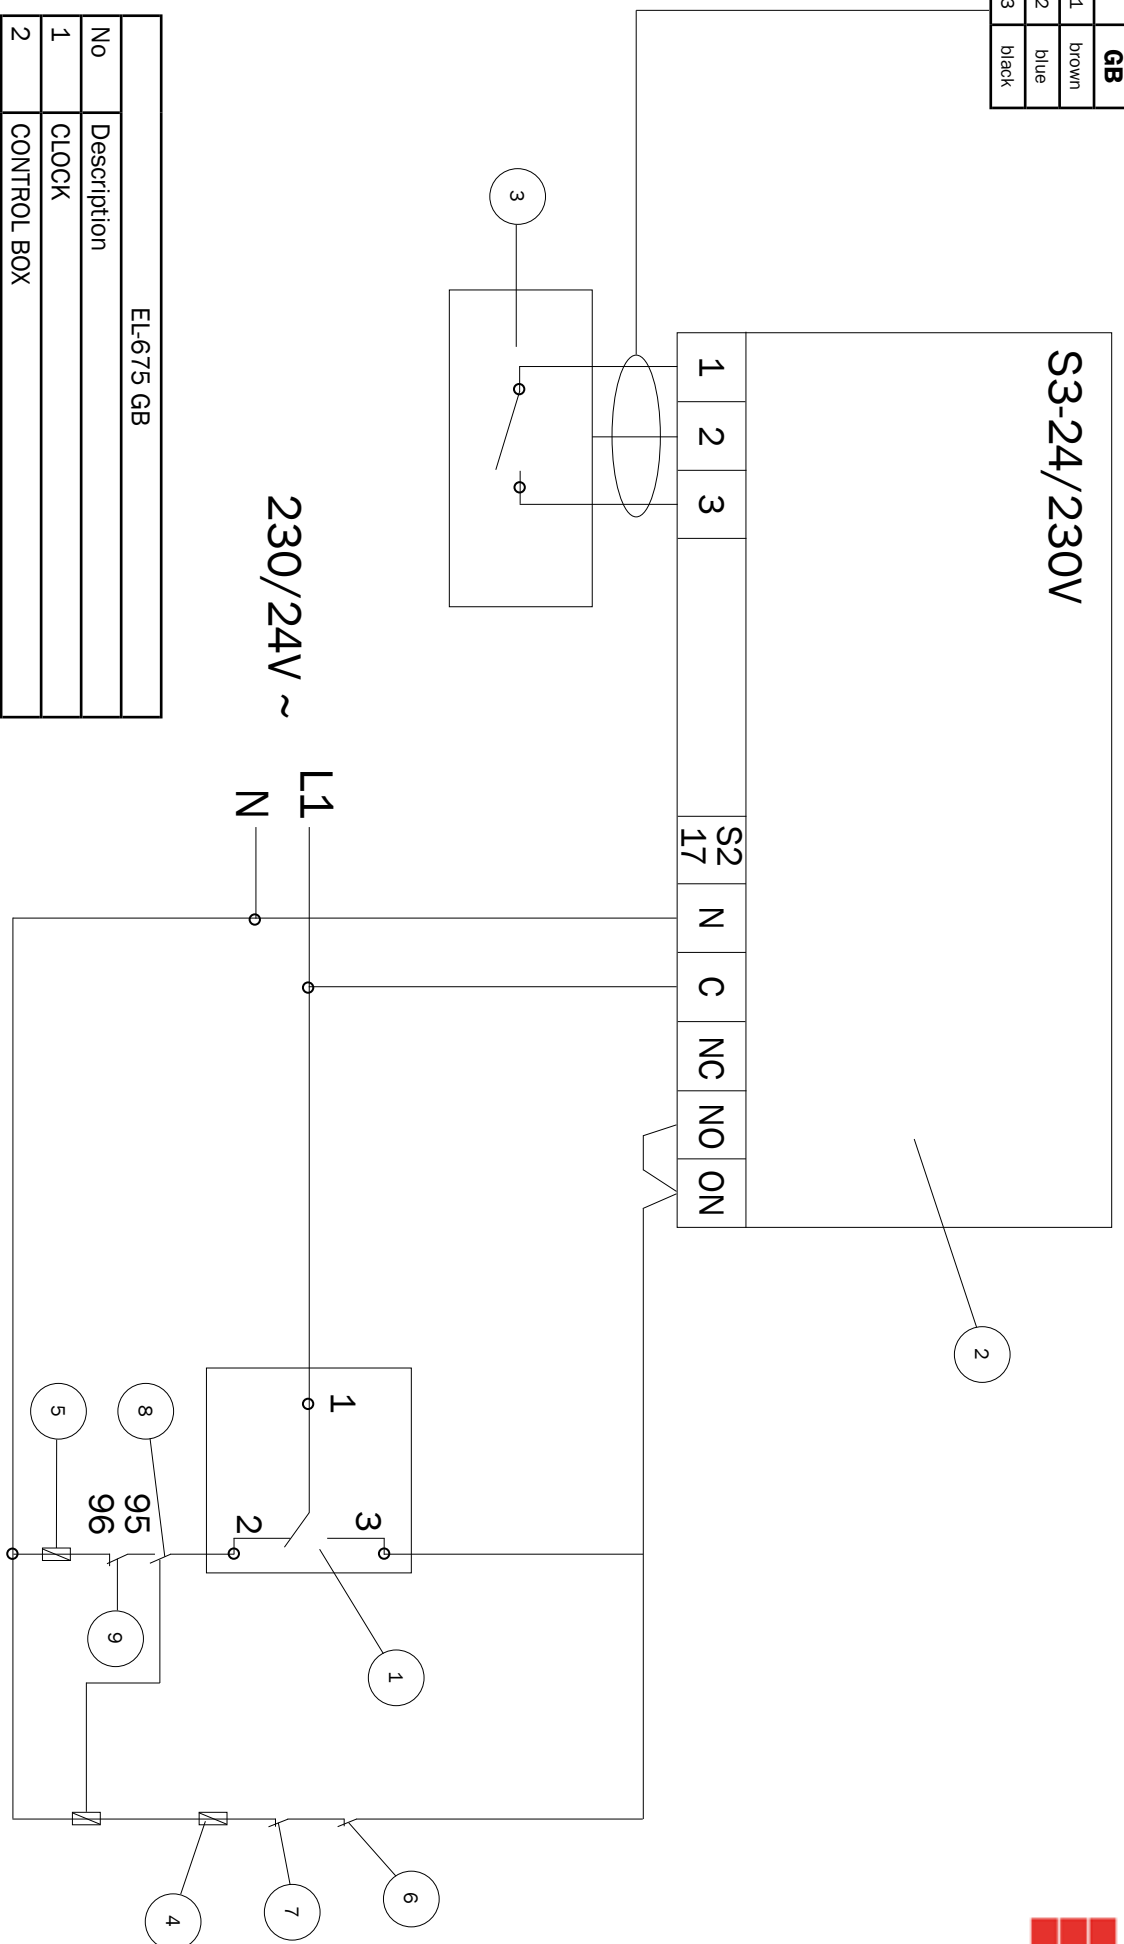 GB
1 brown
2 blue
3 black
S3-24/230V
1 2 3 S2 17 N C NC NO ON
3
2
230/24V ~
L1
N
1
3
2
1
8
5
95
96
9
6
7
4
EL-675 GB
No Description
1 CLOCK
2 CONTROL BOX